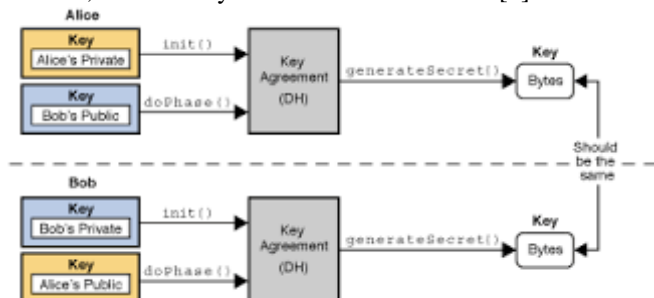 Alice
Key
Alice's Private
init()
Key
Bob's Public
doPhase()
Key
Agreement
(DH)
generateSecret()
Key
Bytes
Should
be the
same
Bob
Key
Bob's Private
init()
Key
Alice's Public
doPhase()
Key
Agreement
(DH)
generateSecret()
Key
Bytes